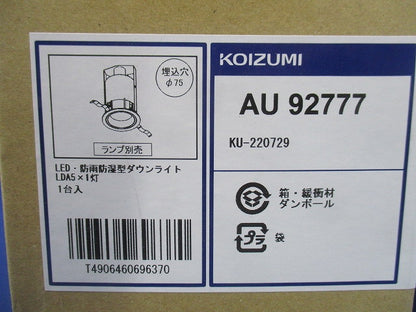 埋込穴
φ75
ランプ別売
LED・防雨防湿型ダウンライト
LDA5×1灯
1台入
T4906460696370
KOIZUMI
AU 92777
KU-220729
箱・緩衝材
ダンボール
プラ
袋